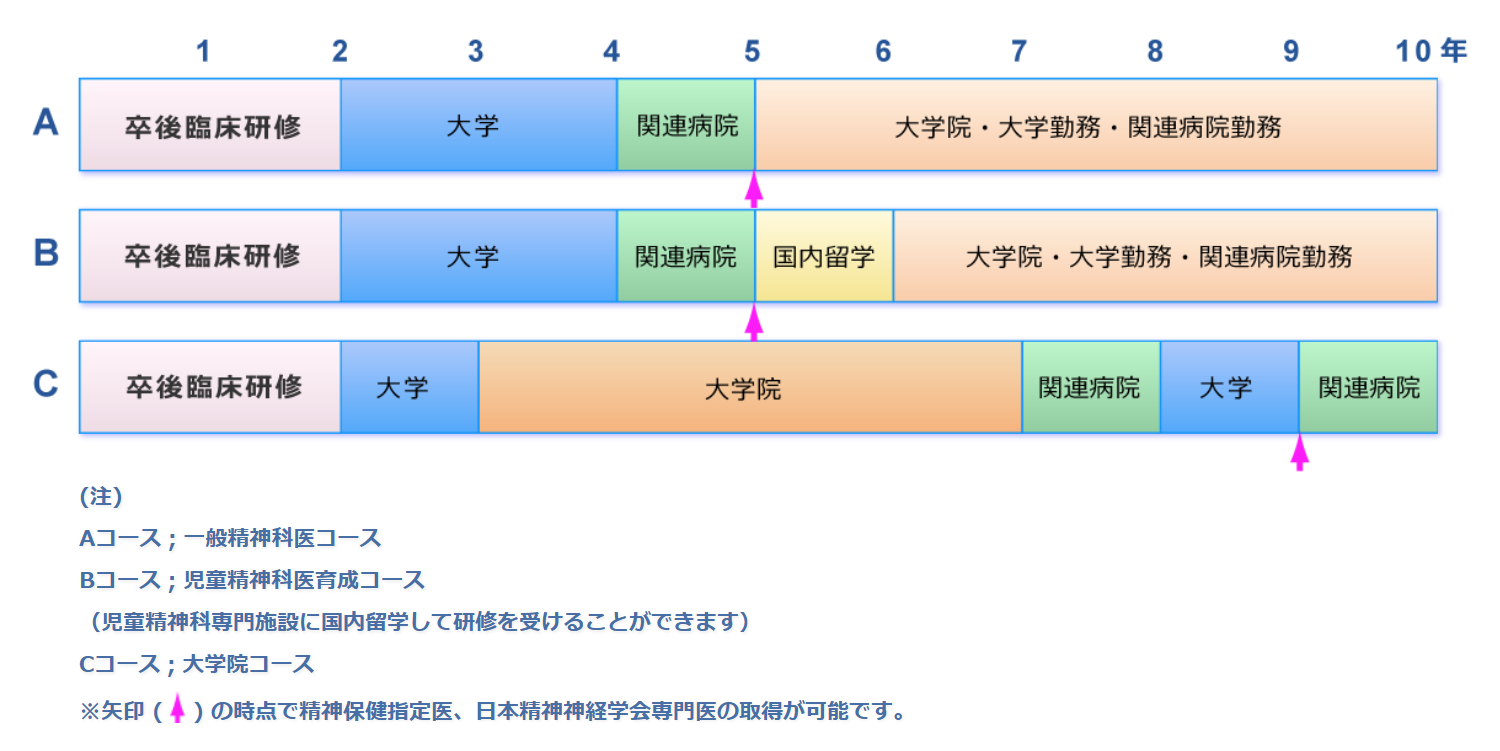 1 2 3 4 5 6 7 8 9 10 年
A 卒後臨床研修 大学 関連病院 大学院・大学勤務・関連病院勤務
B 卒後臨床研修 大学 関連病院 国内留学 大学院・大学勤務・関連病院勤務
C 卒後臨床研修 大学 大学院 関連病院 大学 関連病院
(注)
Aコース；一般精神科医コース
Bコース；児童精神科医育成コース
（児童精神科専門施設に国内留学して研修を受けることができます）
Cコース；大学院コース
※矢印 ( ) の時点で精神保健指定医、日本精神神経学会専門医の取得が可能です。